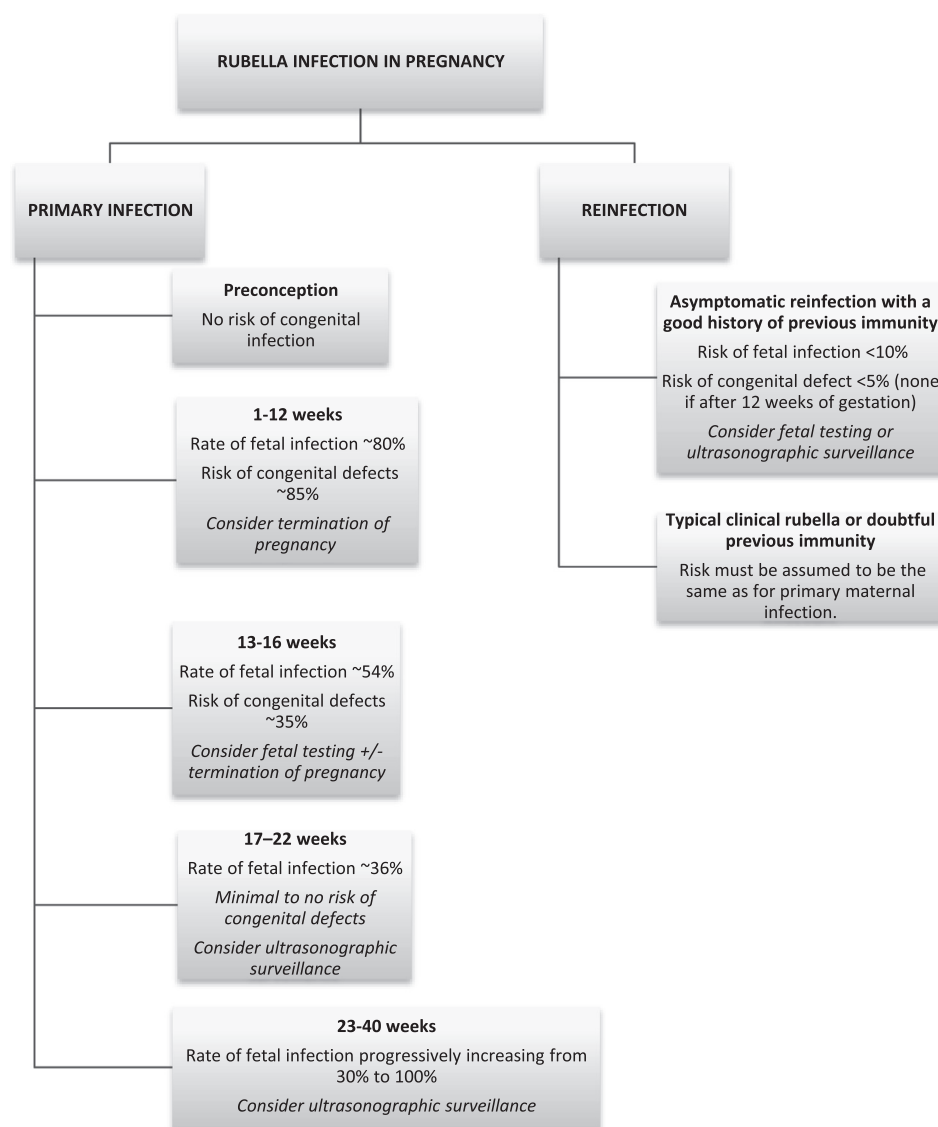 RUBELLA INFECTION IN PREGNANCY
PRIMARY INFECTION
Preconception
No risk of congenital
infection
1-12 weeks
Rate of fetal infection ~80%
Risk of congenital defects
~85%
Consider termination of
pregnancy
13-16 weeks
Rate of fetal infection ~54%
Risk of congenital defects
~35%
Consider fetal testing +/-
termination of pregnancy
17–22 weeks
Rate of fetal infection ~36%
Minimal to no risk of
congenital defects
Consider ultrasonographic
surveillance
23-40 weeks
Rate of fetal infection progressively increasing from
30% to 100%
Consider ultrasonographic surveillance
REINFECTION
Asymptomatic reinfection with a
good history of previous immunity
Risk of fetal infection <10%
Risk of congenital defect <5% (none
if after 12 weeks of gestation)
Consider fetal testing or
ultrasonographic surveillance
Typical clinical rubella or doubtful
previous immunity
Risk must be assumed to be the
same as for primary maternal
infection.